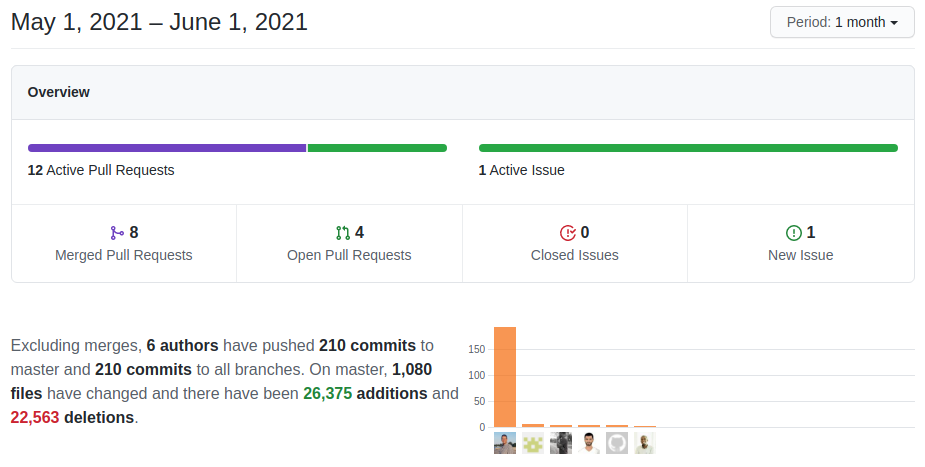 May 1, 2021 – June 1, 2021
Period: 1 month
Overview
12 Active Pull Requests
1 Active Issue
8
Merged Pull Requests
4
Open Pull Requests
0
Closed Issues
1
New Issue
Excluding merges, 6 authors have pushed 210 commits to
master and 210 commits to all branches. On master, 1,080
files have changed and there have been 26,375 additions and
22,563 deletions.
150
100
50
0